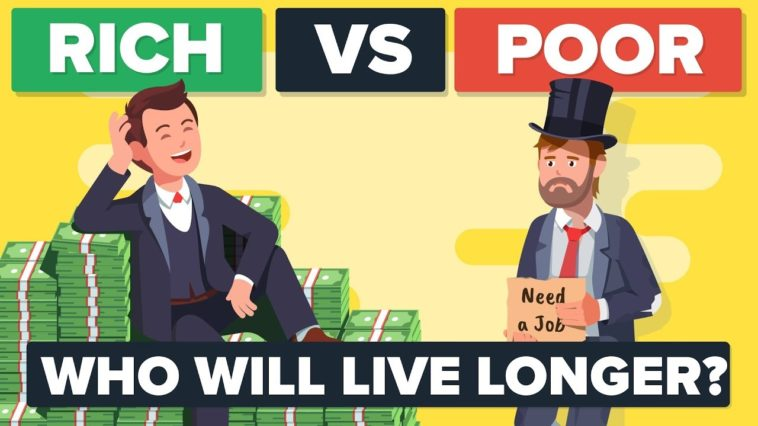 RICH VS POOR
Need
a Job
WHO WILL LIVE LONGER?